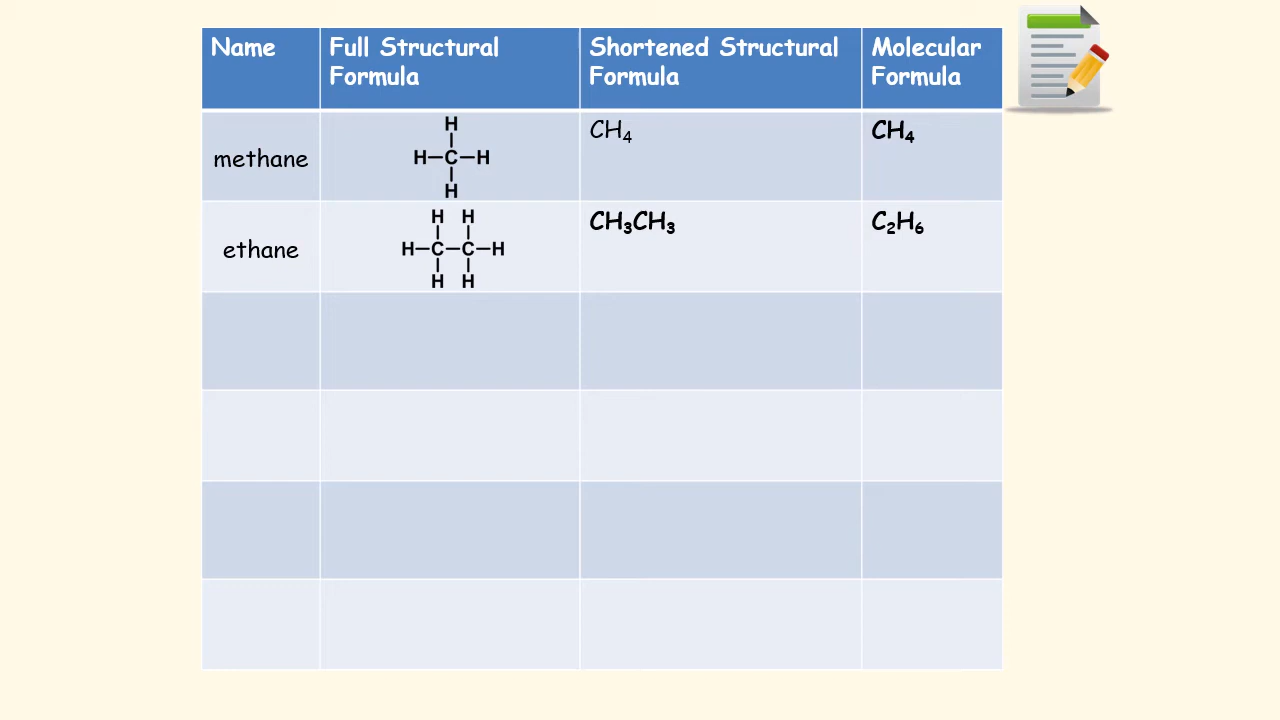 Name
Full Structural
Formula
Shortened Structural
Formula
Molecular
Formula
methane
H
H—C—H
H
CH₄
CH₄
ethane
H H
H—C—C—H
H H
CH₃CH₃
C₂H₆